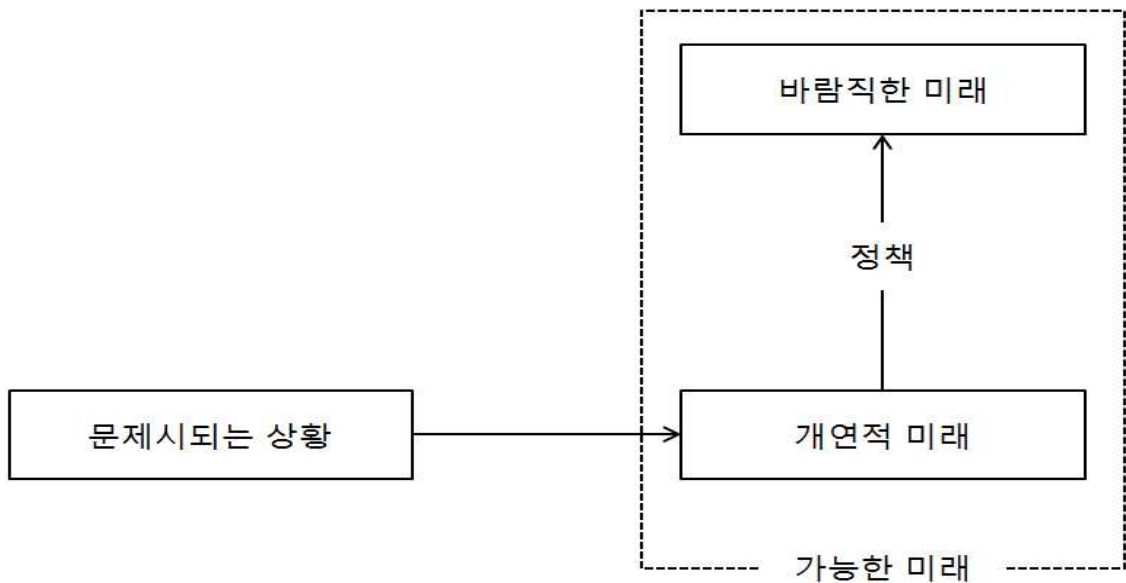 바람직한 미래
정책
문제시되는 상황
개연적 미래
가능한 미래